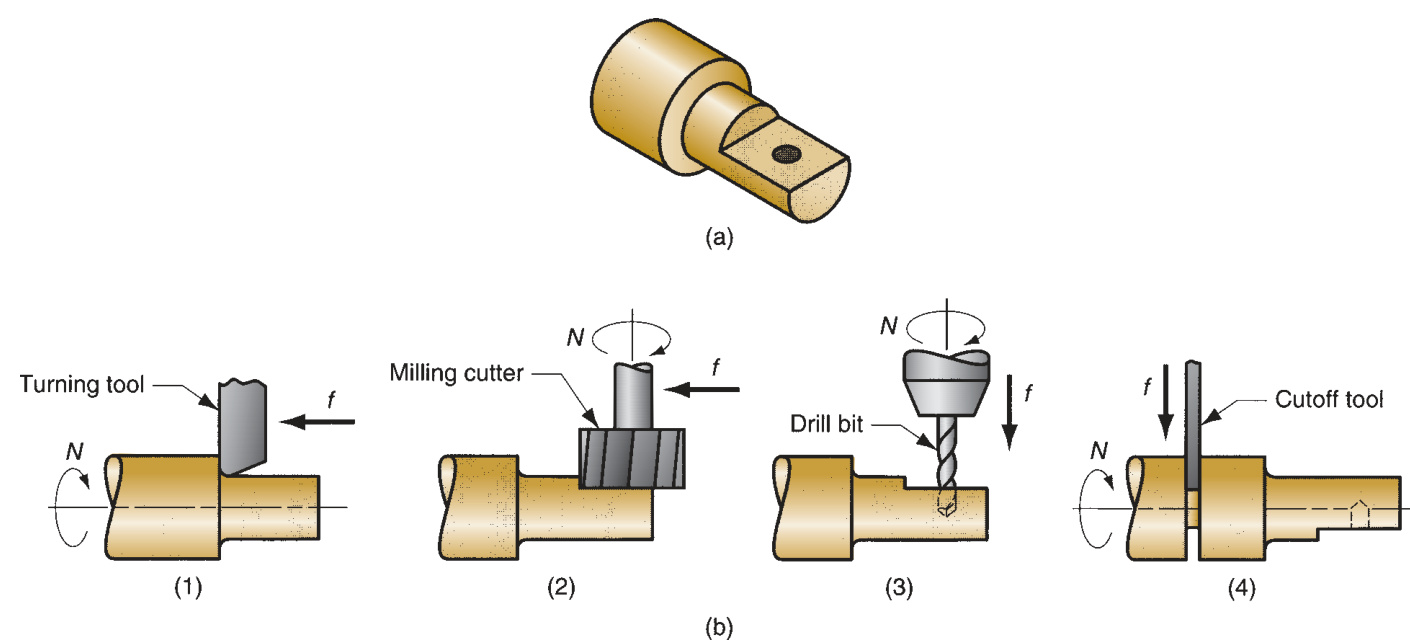 (a)
N
Turning tool
f
(1)
N
Milling cutter
f
(2)
N
Drill bit
f
(3)
N
f
Cutoff tool
(4)
(b)